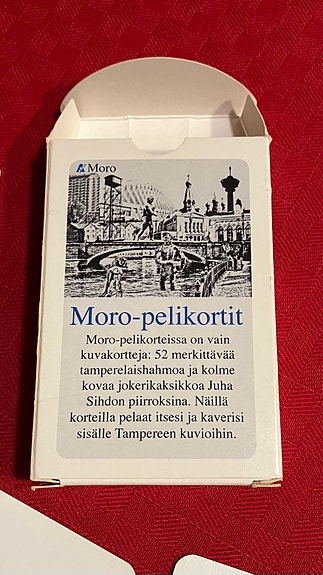 Moro
Moro-pelikortit
Moro-pelikorteissa on vain
kuvakortteja: 52 merkittävää
tamperelaishahmoa ja kolme
kovaa jokerikaksikkoa Juha
Sihdon piirroksina. Näillä
korteilla pelaat itsesi ja kaverisi
sisälle Tampereen kuvioihin.